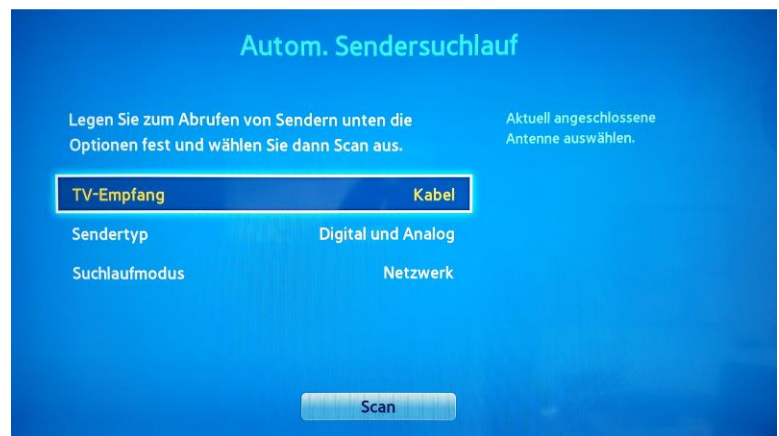 Autom. Sendersuchlauf
Legen Sie zum Abrufen von Sendern unten die
Optionen fest und wählen Sie dann Scan aus.
Aktuell angeschlossene
Antenne auswählen.
TV-Empfang Kabel
Sendertyp Digital und Analog
Suchlaufmodus Netzwerk
Scan